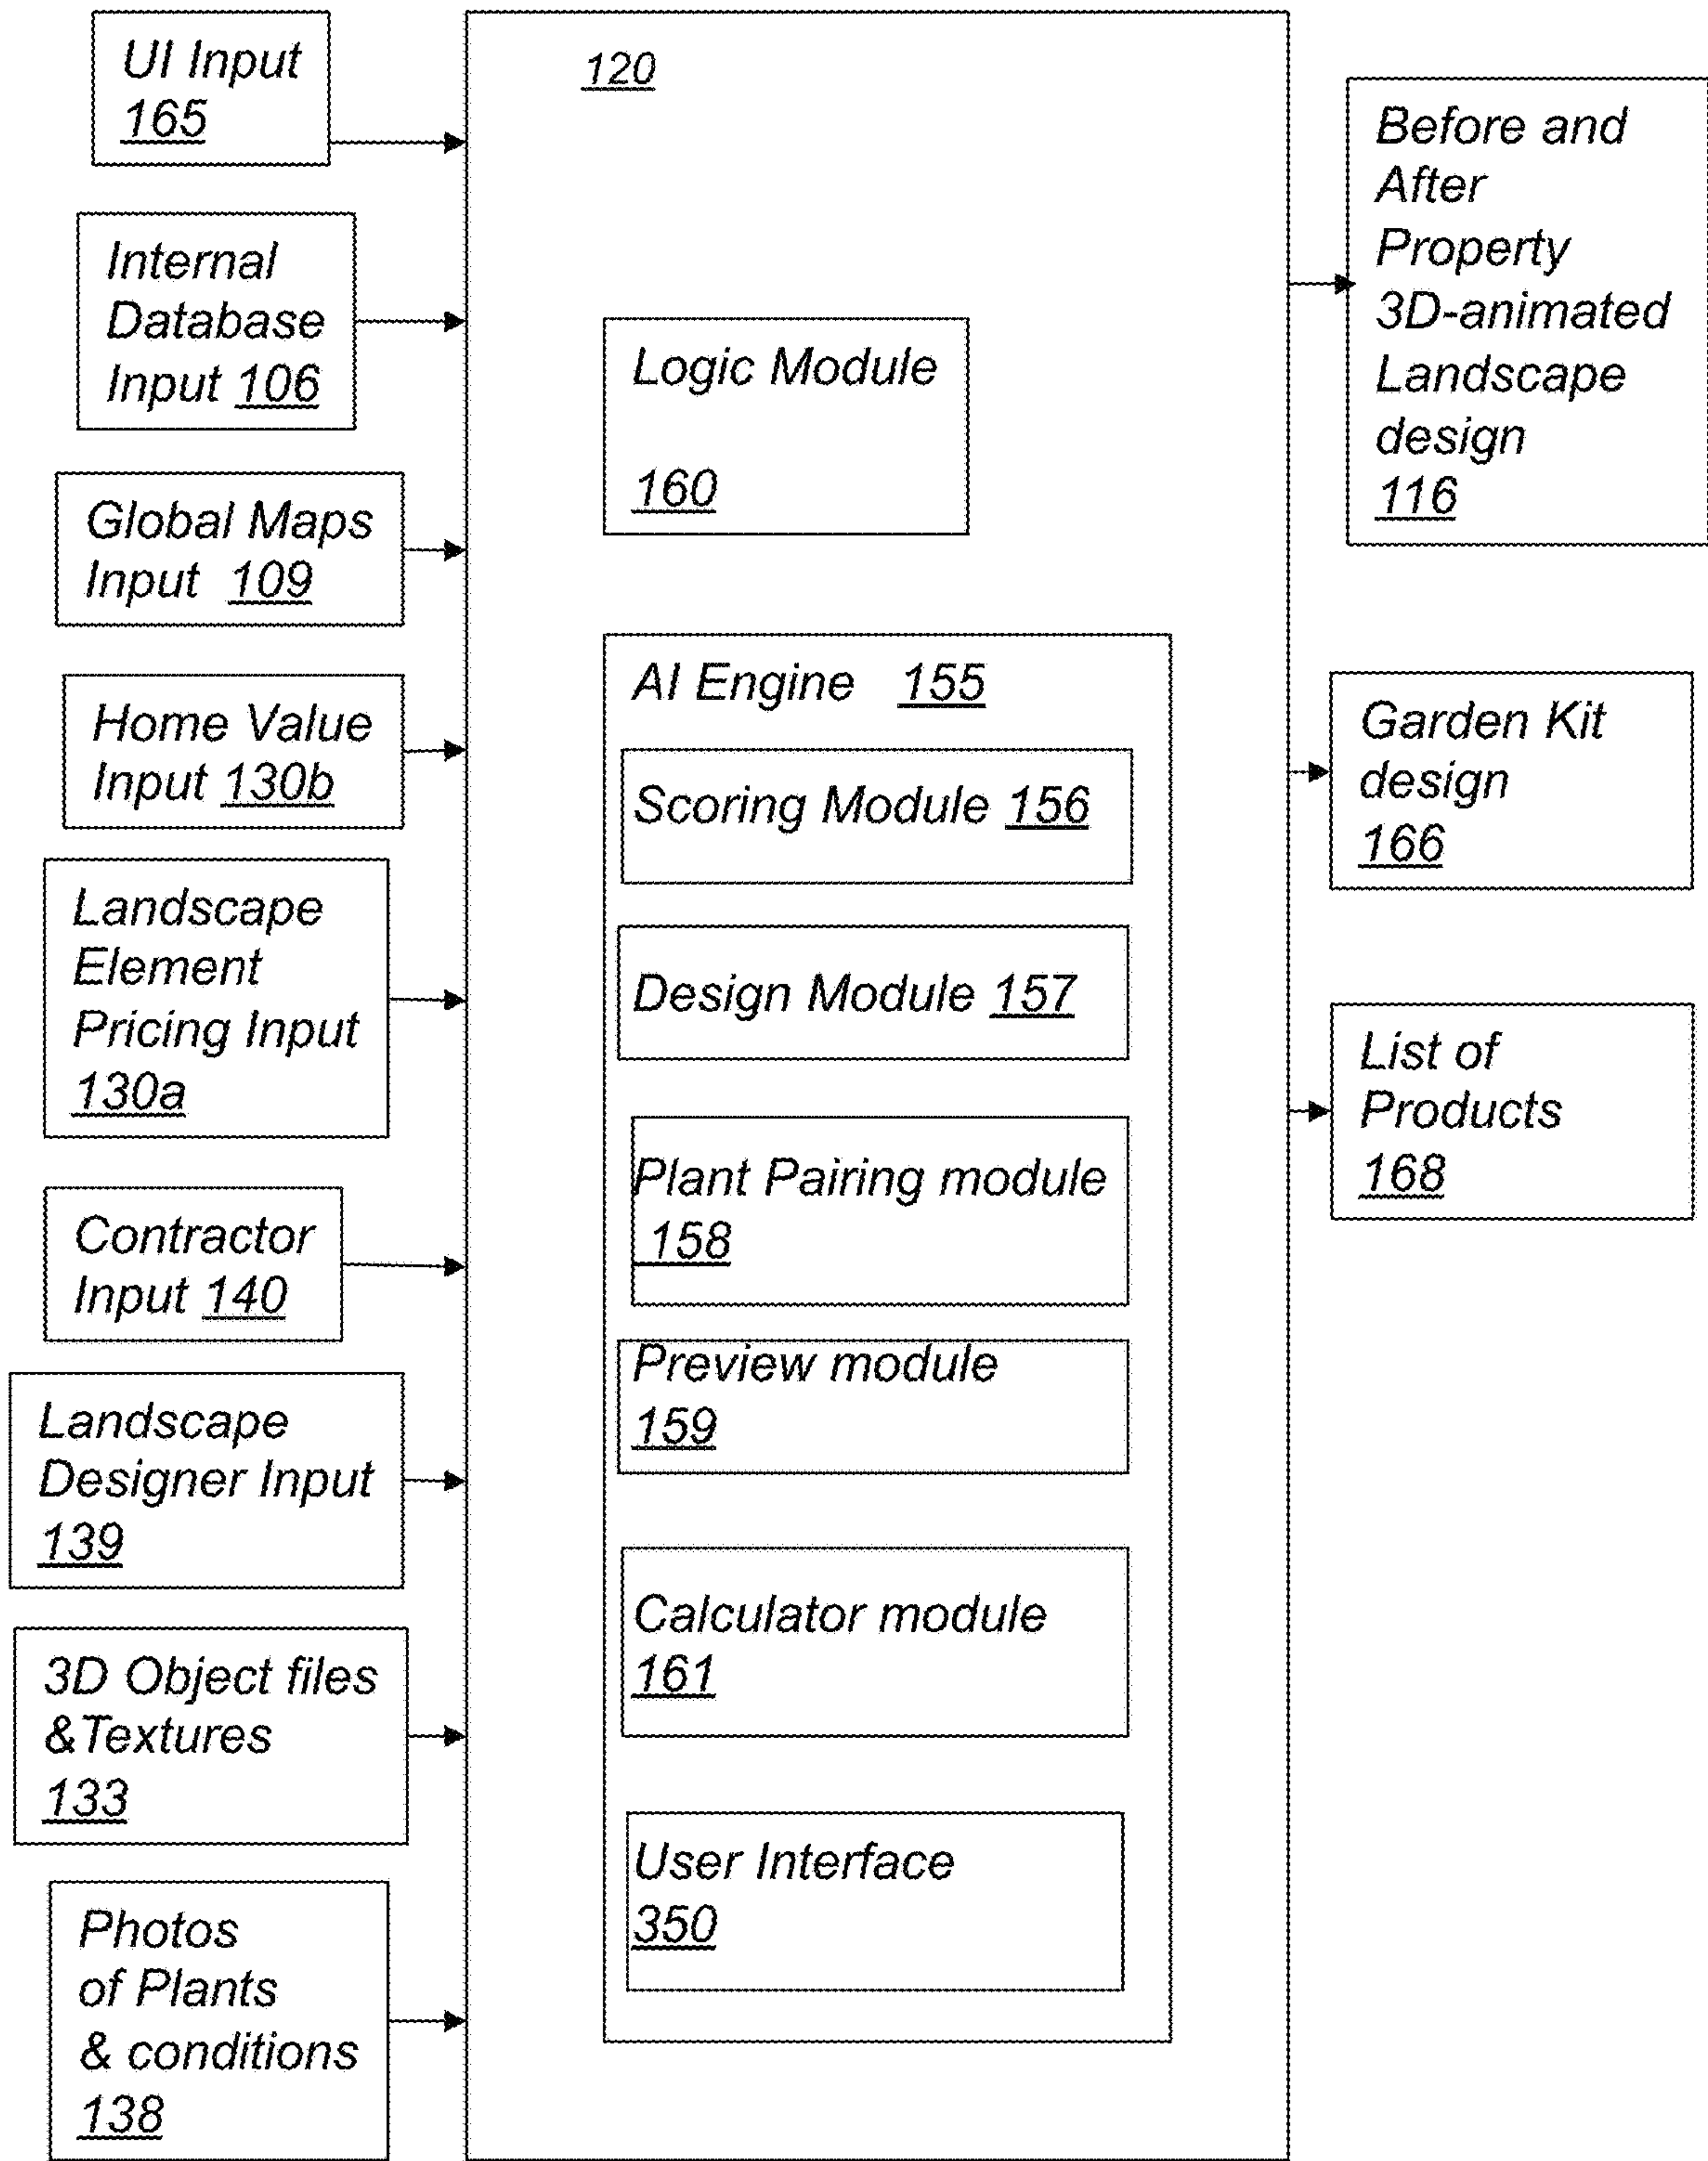 UI Input
165
Internal
Database
Input 106
Global Maps
Input 109
Home Value
Input 130b
Landscape
Element
Pricing Input
130a
Contractor
Input 140
Landscape
Designer Input
139
3D Object files
&Textures
133
Photos
of Plants
& conditions
138
120
Logic Module
160
AI Engine 155
Scoring Module 156
Design Module 157
Plant Pairing module
158
Preview module
159
Calculator module
161
User Interface
350
Before and
After
Property
3D-animated
Landscape
design
116
Garden Kit
design
166
List of
Products
168